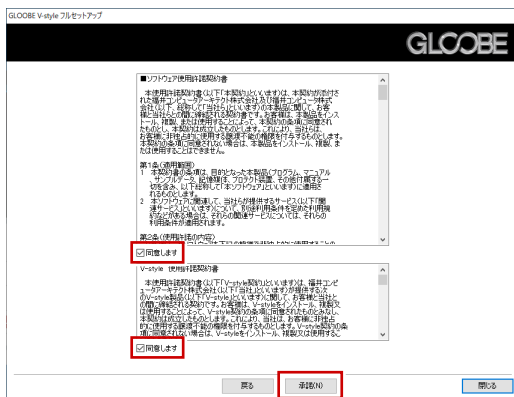 GLOOBE V-style フルセットアップ
GLOOBE
■ソフトウェア使用許諾契約書
本使用許諾契約書(以下「本契約」といいます)は、本契約が添付さ
れた福井コンピュータアーキテクト株式会社及び福井コンピュータ株式
会社(以下、総称して「当社ら」といいます)の本製品に関して、お客
様と当社らとの間に締結される契約書です。お客様は、本製品をインス
トール、複製、または使用することによって、本契約の条項に同意され
たものとし、本契約は成立したものとします。これにより、当社らは、
お客様に非独占的に使用する譲渡不能の権限を付与するものとします。
本契約の条項に同意されない場合は、本製品をインストール、複製、ま
たは使用することはできません。
第1条(適用範囲)
1 本契約書の条項は、目的となった本製品(プログラム、マニュアル
、サンプルデータ、記憶媒体、プロテクト装置、その他付属する一
切を含み、以下総称して「本ソフトウェア」といいます)に適用さ
れるものとします。
2 本ソフトウェアに関連して、当社らが提供するサービス(以下「関
連サービス」といいます)について、別途利用条件を定めた利用規
約などがある場合は、それらの関連サービスについては、それらの
利用条件が適用されます。
第2条(使用許諾の内容)
同意します
V-style 使用許諾契約書
本使用許諾契約書(以下「V-style契約」といいます)は、福井コンピ
ュータアーキテクト株式会社(以下「当社」といいます)が提供する次
のV-style製品(以下「V-style」といいます)に関して、お客様と当社と
の間に締結される契約です。お客様は、V-styleをインストール、複製又
は使用することによって、V-style契約の条項に同意されたものとみなし、
本契約は成立したものとします。これにより、当社は、お客様に非独占
的に使用する譲渡不能の権限を付与するものとします。V-style契約の条
項に同意されない場合は、V-styleをインストール、複製又は使用するこ
同意します
戻る
承諾(N)
閉じる